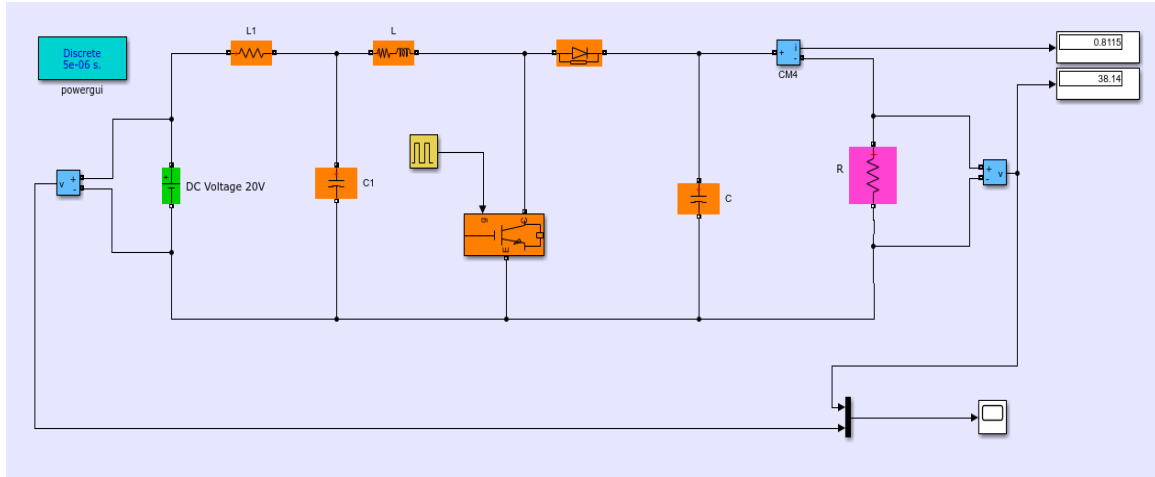 Discrete
5e-06 s.
powergui
L1
L
i
+
-
CM4
0.8115
38.14
v
+
-
+
DC Voltage 20V
+
C1
g
C
E
+
C
R
+
+
-
v